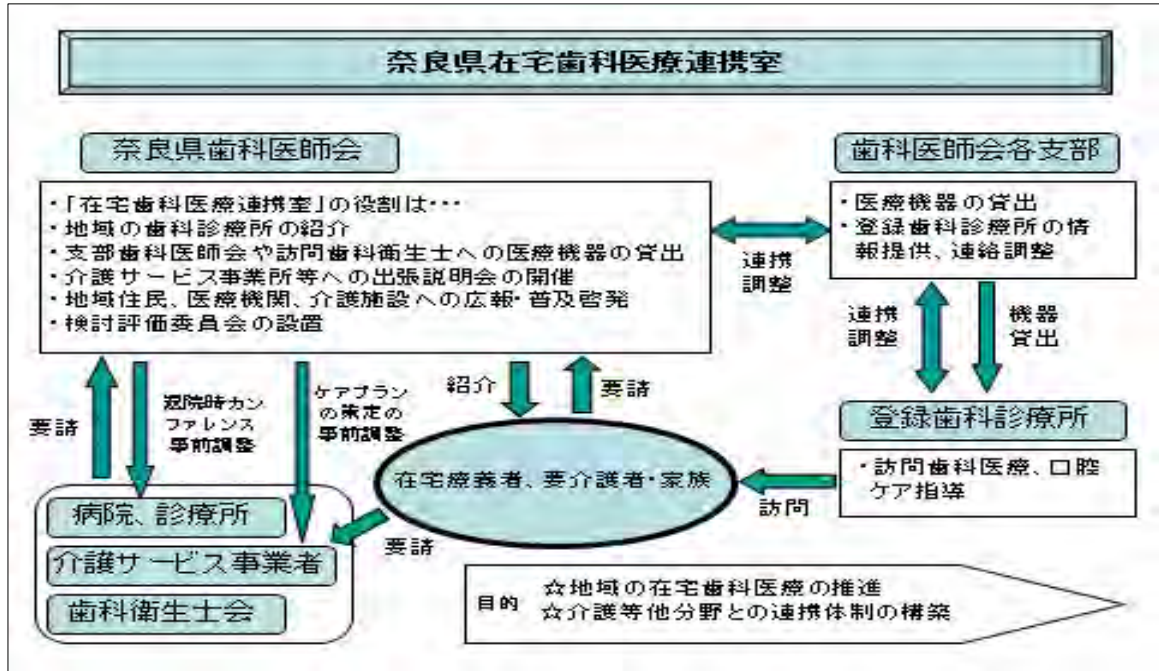 奈良県在宅歯科医療連携室
奈良県歯科医師会
・「在宅歯科医療連携室」の役割は・・・
・地域の歯科診療所の紹介
・支部歯科医師会や訪問歯科衛生士への医療機器の貸出
・介護サービス事業所等への出張説明会の開催
・地域住民、医療機関、介護施設への広報・普及啓発
・検討評価委員会の設置
連携
調整
歯科医師会各支部
・医療機器の貸出
・登録歯科診療所の情
報提供、連絡調整
連携
調整
機器
貸出
登録歯科診療所
・訪問歯科医療、口腔
ケア指導
訪問
要請
退院時カン
ファレンス
事前調整
ケアプラン
の策定の
事前調整
紹介
要請
在宅療養者、要介護者・家族
要請
病院、診療所
介護サービス事業者
歯科衛生士会
目的
☆地域の在宅歯科医療の推進
☆介護等他分野との連携体制の構築